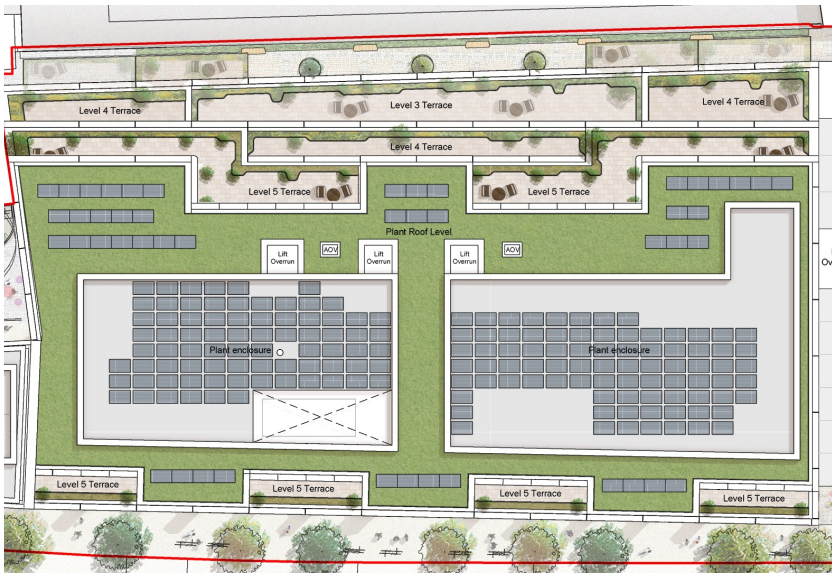 Level 4 Terrace
Level 3 Terrace
Level 4 Terrace
Level 4 Terrace
Level 5 Terrace
Level 5 Terrace
Plant Roof Level
Lift
Overrun
AOV
Lift
Overrun
Lift
Overrun
AOV
Plant enclosure
Plant enclosure
Level 5 Terrace
Level 5 Terrace
Level 5 Terrace
Level 5 Terrace